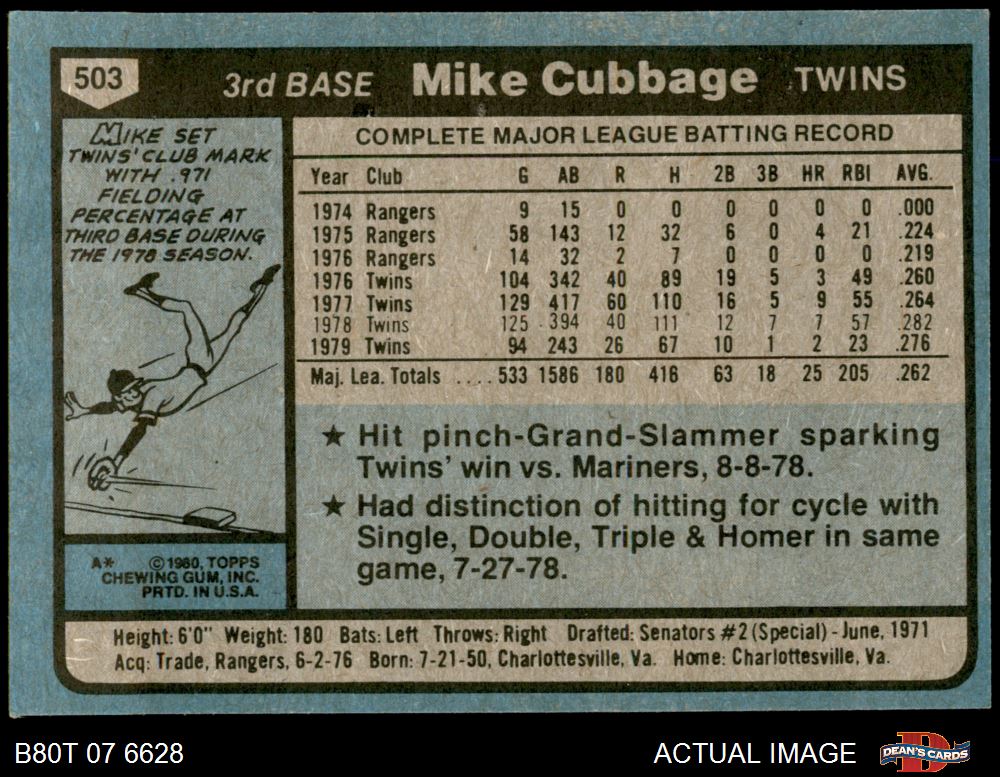 503 3rd BASE Mike Cubbage TWINS
MIKE SET
TWINS' CLUB MARK
WITH .971
FIELDING
PERCENTAGE AT
THIRD BASE DURING
THE 1978 SEASON.
A* © 1980, TOPPS
CHEWING GUM, INC.
PRTD. IN U.S.A.
COMPLETE MAJOR LEAGUE BATTING RECORD
Year Club G AB R H 2B 3B HR RBI AVG.
1974 Rangers 9 15 0 0 0 0 0 0 .000
1975 Rangers 58 143 12 32 6 0 4 21 .224
1976 Rangers 14 32 2 7 0 0 0 0 .219
1976 Twins 104 342 40 89 19 5 3 49 .260
1977 Twins 129 417 60 110 16 5 9 55 .264
1978 Twins 125 394 40 111 12 7 7 57 .282
1979 Twins 94 243 26 67 10 1 2 23 .276
Maj. Lea. Totals .... 533 1586 180 416 63 18 25 205 .262
★ Hit pinch-Grand-Slammer sparking
Twins' win vs. Mariners, 8-8-78.
★ Had distinction of hitting for cycle with
Single, Double, Triple & Homer in same
game, 7-27-78.
Height: 6'0" Weight: 180 Bats: Left Throws: Right Drafted: Senators #2 (Special) - June, 1971
Acq: Trade, Rangers, 6-2-76 Born: 7-21-50, Charlottesville, Va. Home: Charlottesville, Va.
B80T 07 6628 ACTUAL IMAGE D DEAN'S CARDS